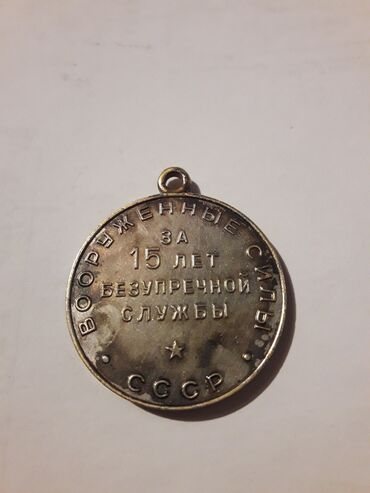 ВООРУЖЕННЫЕ СИЛЫ
ЗА
15 ЛЕТ
БЕЗУПРЕЧНОЙ
СЛУЖБЫ
СССР